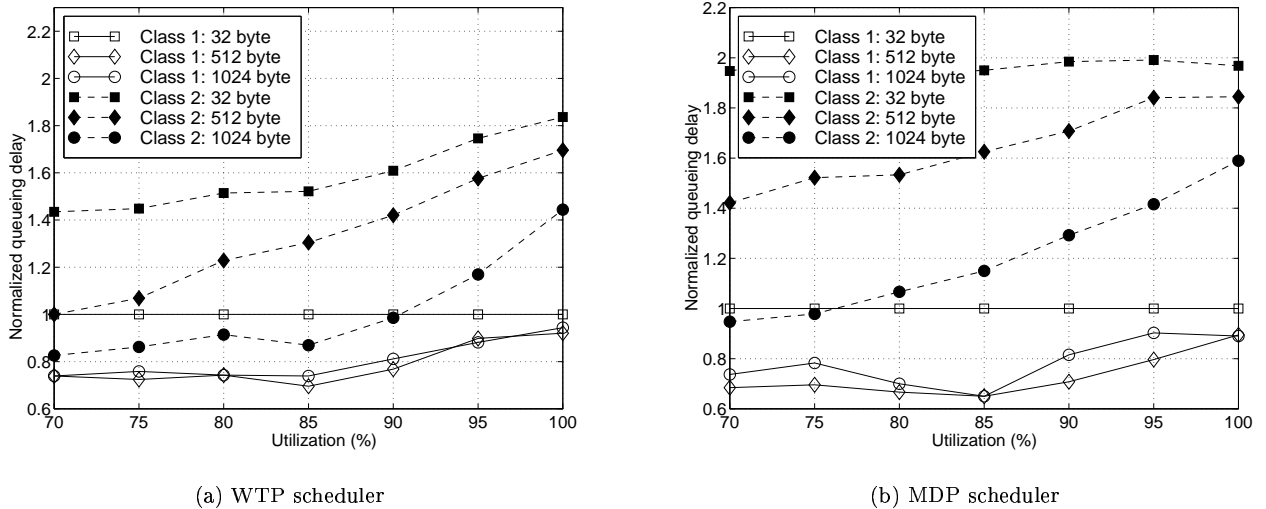 2.2
2
1.8
1.6
1.4
1.2
1
0.8
0.6
70
75
80
85
90
95
100
Normalized queueing delay
Utilization (%)
Class 1: 32 byte
Class 1: 512 byte
Class 1: 1024 byte
Class 2: 32 byte
Class 2: 512 byte
Class 2: 1024 byte
(a) WTP scheduler
2.2
2
1.8
1.6
1.4
1.2
1
0.8
0.6
70
75
80
85
90
95
100
Normalized queueing delay
Utilization (%)
Class 1: 32 byte
Class 1: 512 byte
Class 1: 1024 byte
Class 2: 32 byte
Class 2: 512 byte
Class 2: 1024 byte
(b) MDP scheduler